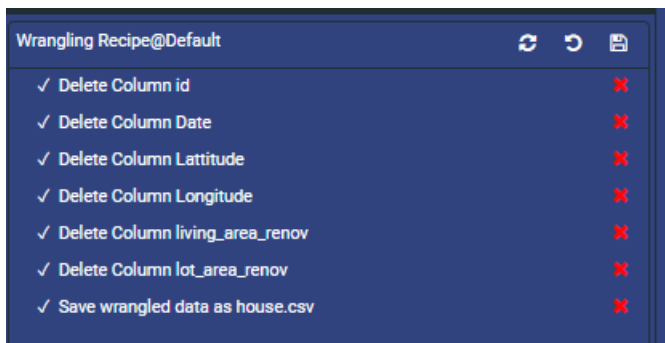 Wrangling Recipe@Default
✓ Delete Column id
✓ Delete Column Date
✓ Delete Column Lattitude
✓ Delete Column Longitude
✓ Delete Column living_area_renov
✓ Delete Column lot_area_renov
✓ Save wrangled data as house.csv